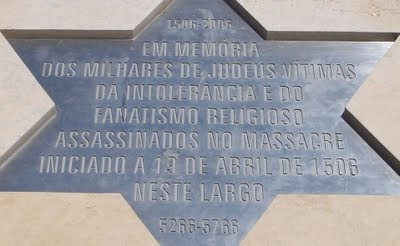 1506-2006
EM MEMÓRIA
DOS MILHARES DE JUDEUS VÍTIMAS
DA INTOLERÂNCIA E DO
FANATISMO RELIGIOSO
ASSASSINADOS NO MASSACRE
INICIADO A 19 DE ABRIL DE 1506
NESTE LARGO
5266-5766